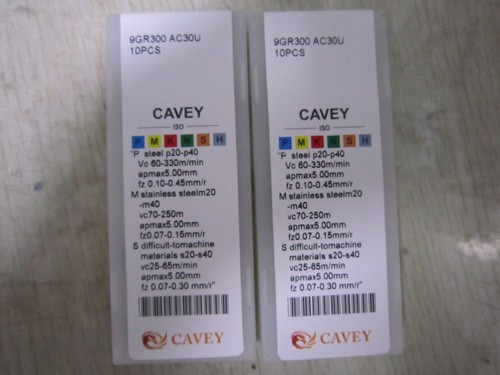 9GR300 AC30U
10PCS
CAVEY
ISO
P M K N S H
"P steel p20-p40
Vc 60-330m/min
apmax5.00mm
fz 0.10-0.45mm/r
M stainless steelm20
-m40
vc70-250m
apmax5.00mm
fz0.07-0.15mm/r
S difficult-tomachine
materials s20-s40
vc25-65m/min
apmax5.00mm
fz 0.07-0.30 mm/r"
CAVEY
9GR300 AC30U
10PCS
CAVEY
ISO
P M K N S H
"P steel p20-p40
Vc 60-330m/min
apmax5.00mm
fz 0.10-0.45mm/r
M stainless steelm20
-m40
vc70-250m
apmax5.00mm
fz0.07-0.15mm/r
S difficult-tomachine
materials s20-s40
vc25-65m/min
apmax5.00mm
fz 0.07-0.30 mm/r"
CAVEY